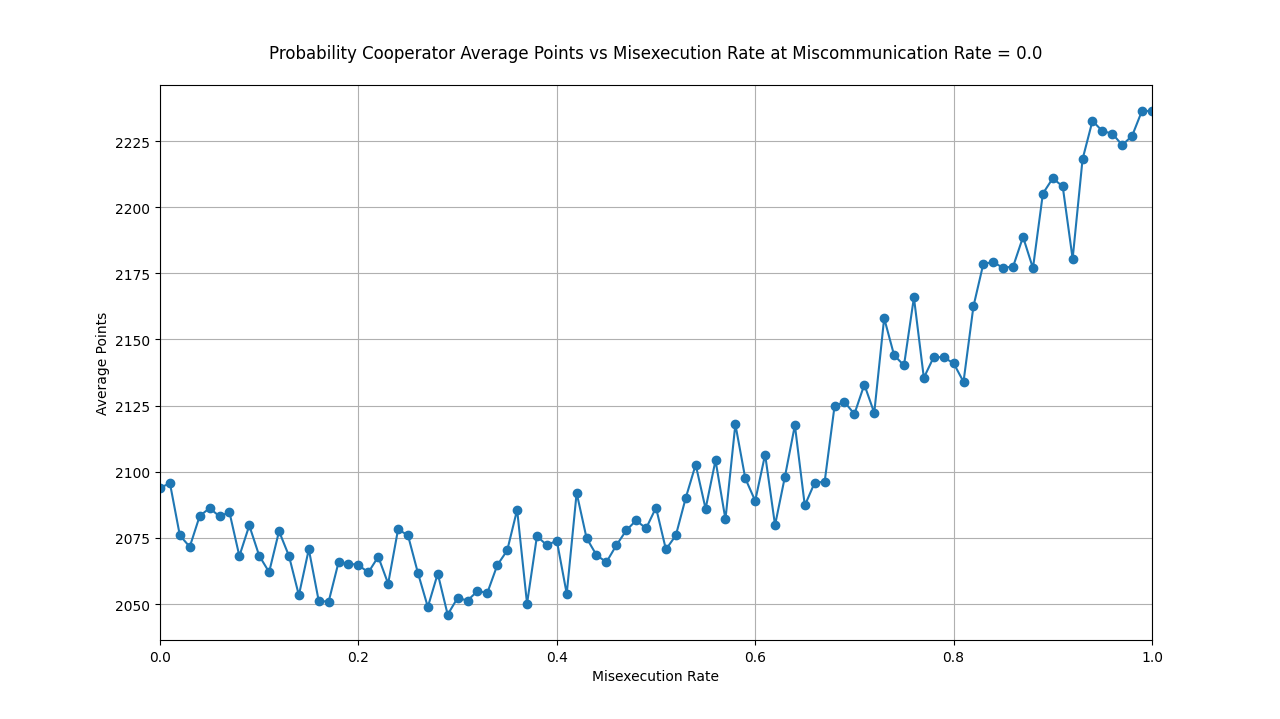 Probability Cooperator Average Points vs Misexecution Rate at Miscommunication Rate = 0.0
2225
2200
2175
2150
2125
2100
2075
2050
Average Points
0.0 0.2 0.4 0.6 0.8 1.0
Misexecution Rate